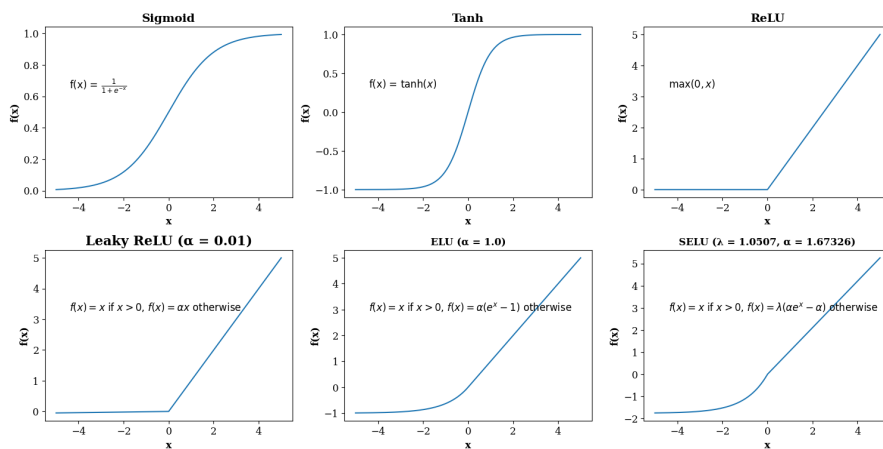 Sigmoid
f(x)
1.0
0.8
0.6
0.4
0.2
0.0
f(x) = 1/(1+e^{-x})
−4 −2 0 2 4
x
Tanh
f(x)
1.0
0.5
0.0
−0.5
−1.0
f(x) = tanh(x)
−4 −2 0 2 4
x
ReLU
f(x)
5
4
3
2
1
0
max(0, x)
−4 −2 0 2 4
x
Leaky ReLU (α = 0.01)
f(x)
5
4
3
2
1
0
f(x) = x if x > 0, f(x) = αx otherwise
−4 −2 0 2 4
x
ELU (α = 1.0)
f(x)
5
4
3
2
1
0
−1
f(x) = x if x > 0, f(x) = α(e^x − 1) otherwise
−4 −2 0 2 4
x
SELU (λ = 1.0507, α = 1.67326)
f(x)
5
4
3
2
1
0
−1
−2
f(x) = x if x > 0, f(x) = λ(αe^x − α) otherwise
−4 −2 0 2 4
x